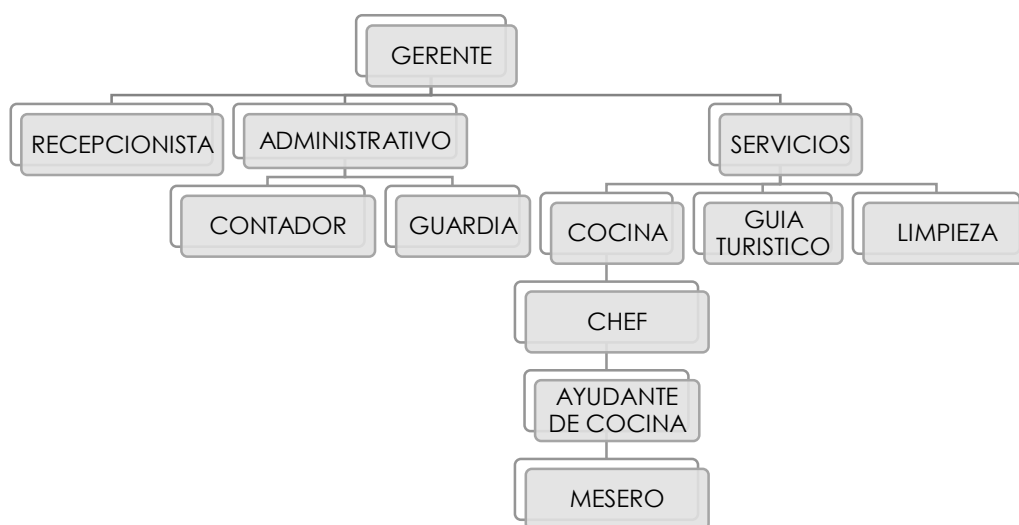 GERENTE
RECEPCIONISTA
ADMINISTRATIVO
SERVICIOS
CONTADOR
GUARDIA
COCINA
GUIA
TURISTICO
LIMPIEZA
CHEF
AYUDANTE
DE COCINA
MESERO